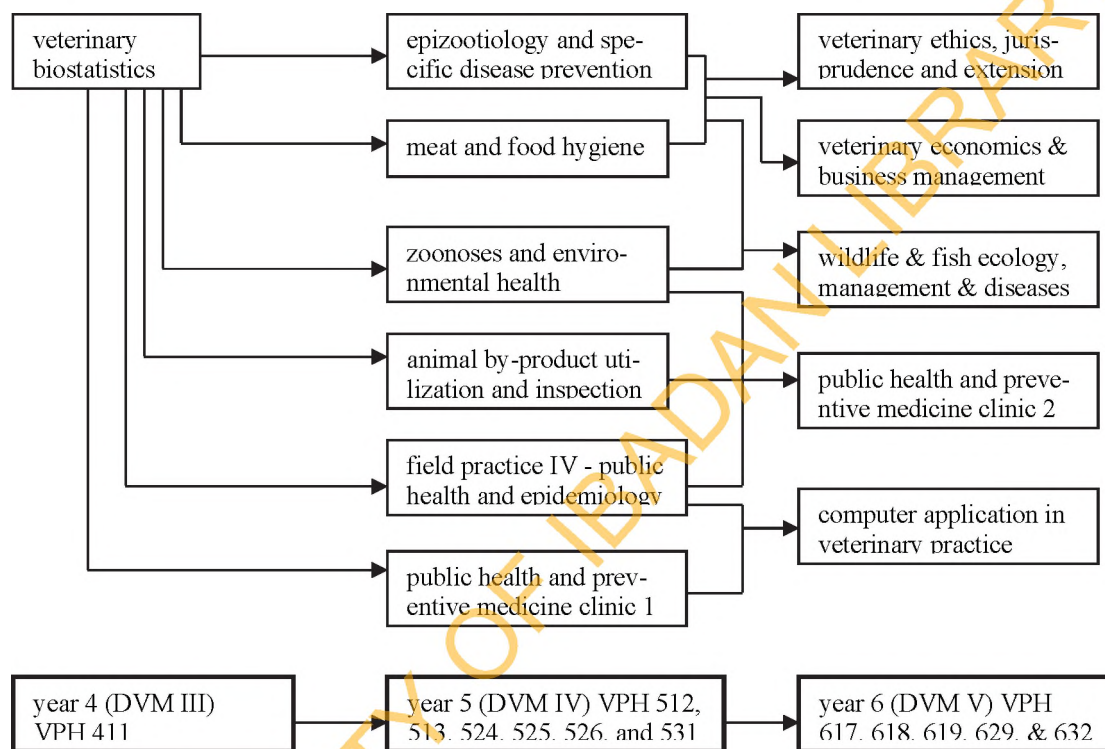 veterinary
biostatistics
epizootiology and spe-
cific disease prevention
meat and food hygiene
zoonoses and enviro-
nmental health
animal by-product uti-
lization and inspection
field practice IV - public
health and epidemiology
public health and prev-
entive medicine clinic 1
veterinary ethics, juris-
prudence and extension
veterinary economics &
business management
wildlife & fish ecology,
management & diseases
public health and preve-
ntive medicine clinic 2
computer application in
veterinary practice
year 4 (DVM III)
VPH 411
year 5 (DVM IV) VPH 512,
513, 524, 525, 526, and 531
year 6 (DVM V) VPH
617, 618, 619, 629, & 632
TY OF IBADAN LIBRAR